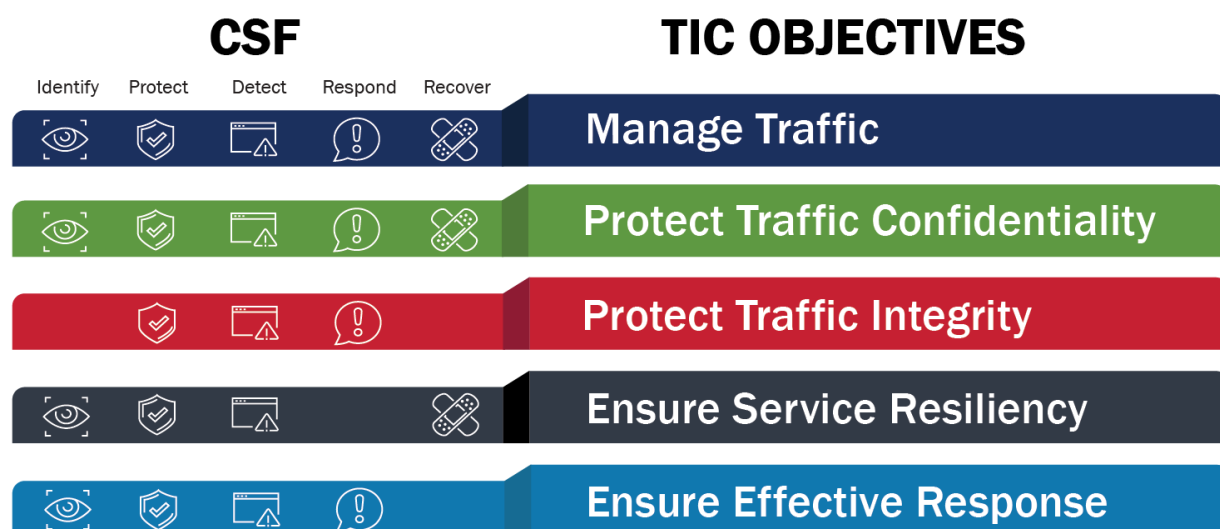 CSF
TIC OBJECTIVES
Identify Protect Detect Respond Recover
Manage Traffic
Protect Traffic Confidentiality
Protect Traffic Integrity
Ensure Service Resiliency
Ensure Effective Response